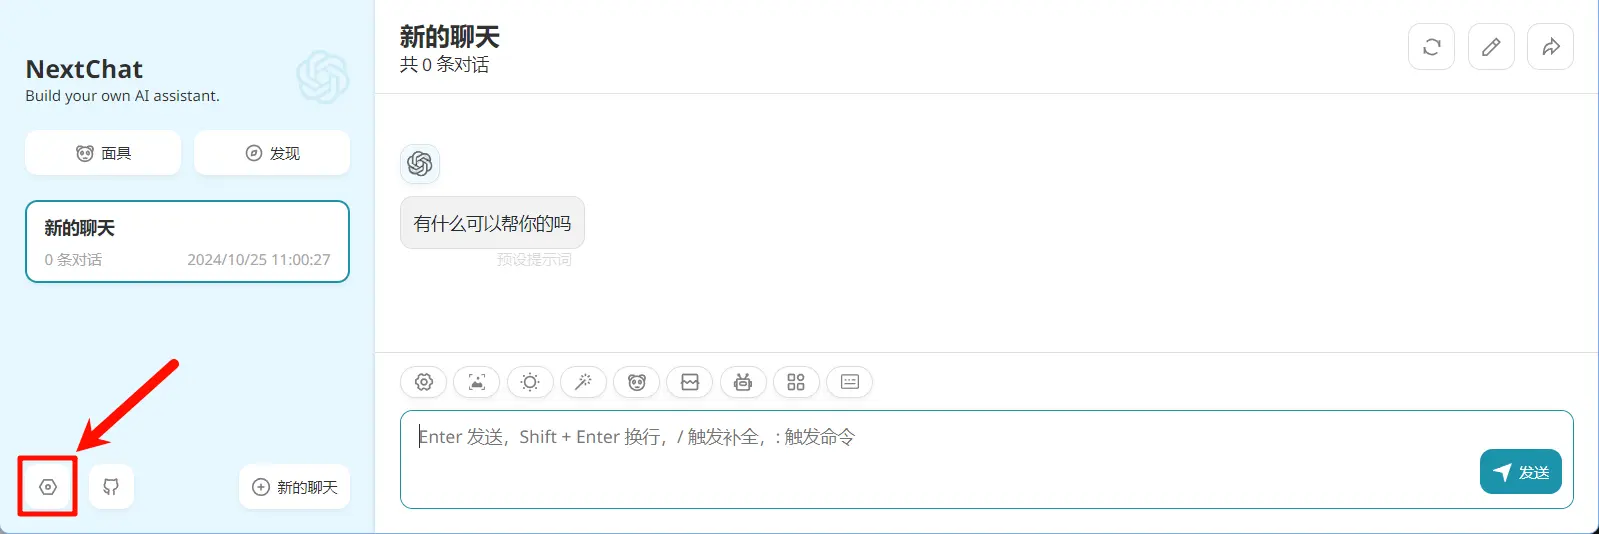 NextChat
Build your own AI assistant.
面具
发现
新的聊天
0 条对话 2024/10/25 11:00:27
新的聊天
新的聊天
共 0 条对话
有什么可以帮你的吗
预设提示词
Enter 发送，Shift + Enter 换行，/ 触发补全，: 触发命令
发送